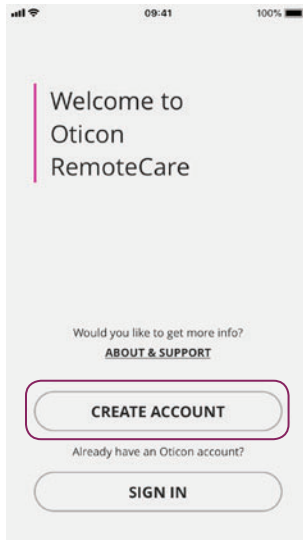 09:41 100%
Welcome to
Oticon
RemoteCare
Would you like to get more info?
ABOUT & SUPPORT
CREATE ACCOUNT
Already have an Oticon account?
SIGN IN